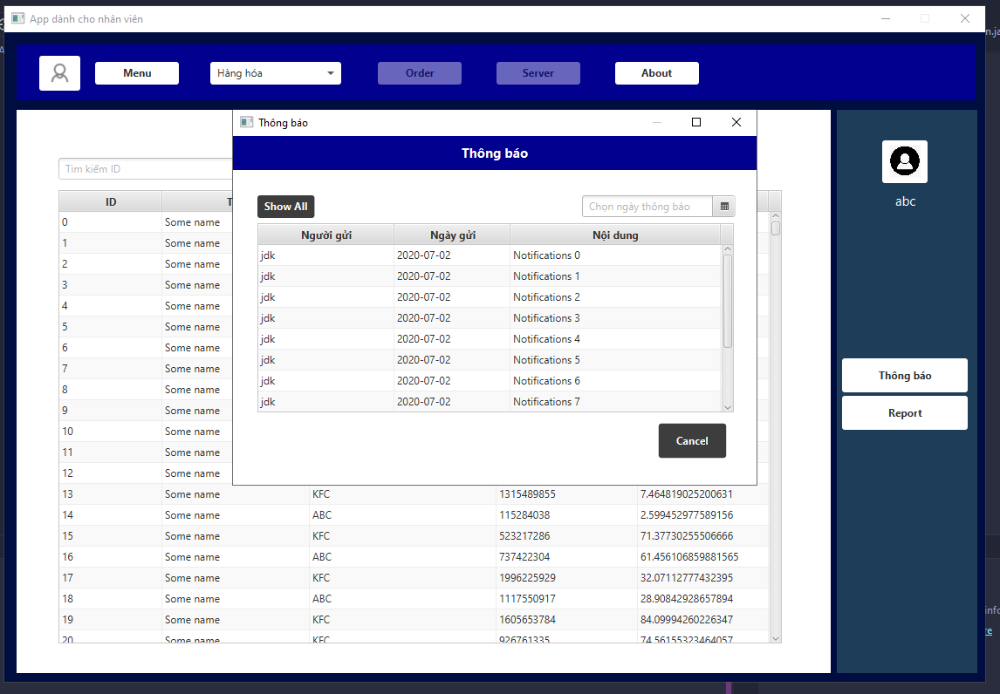 App dành cho nhân viên
n.ja
Menu
Hàng hóa
Order
Server
About
Thông báo
Thông báo
Tìm kiếm ID
Show All
Chọn ngày thông báo
abc
ID T
Người gửi Ngày gửi Nội dung
0 Some name
jdk 2020-07-02 Notifications 0
1 Some name
jdk 2020-07-02 Notifications 1
2 Some name
jdk 2020-07-02 Notifications 2
3 Some name
jdk 2020-07-02 Notifications 3
4 Some name
jdk 2020-07-02 Notifications 4
5 Some name
jdk 2020-07-02 Notifications 5
6 Some name
jdk 2020-07-02 Notifications 6
7 Some name
jdk 2020-07-02 Notifications 7
8 Some name
9 Some name
10 Some name
11 Some name
12 Some name
Cancel
Thông báo
Report
13 Some name KFC 1315489855 7.464819025200631
14 Some name ABC 115284038 2.599452977589156
15 Some name KFC 523217286 71.37730255506666
16 Some name ABC 737422304 61.456106859881565
17 Some name KFC 1996225929 32.07112777432395
18 Some name ABC 1117550917 28.90842928657894
19 Some name KFC 1605653784 84.09994260226347
20 Some name KFC 926761335 74.56155323464057
info
re